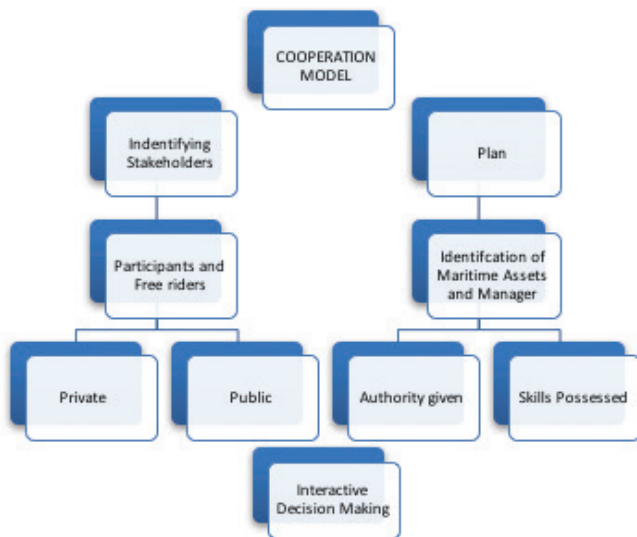 COOPERATION
MODEL
Indentifying
Stakeholders
Plan
Participants and
Free riders
Identifcation of
Maritime Assets
and Manager
Private
Public
Authority given
Skills Possessed
Interactive
Decision Making